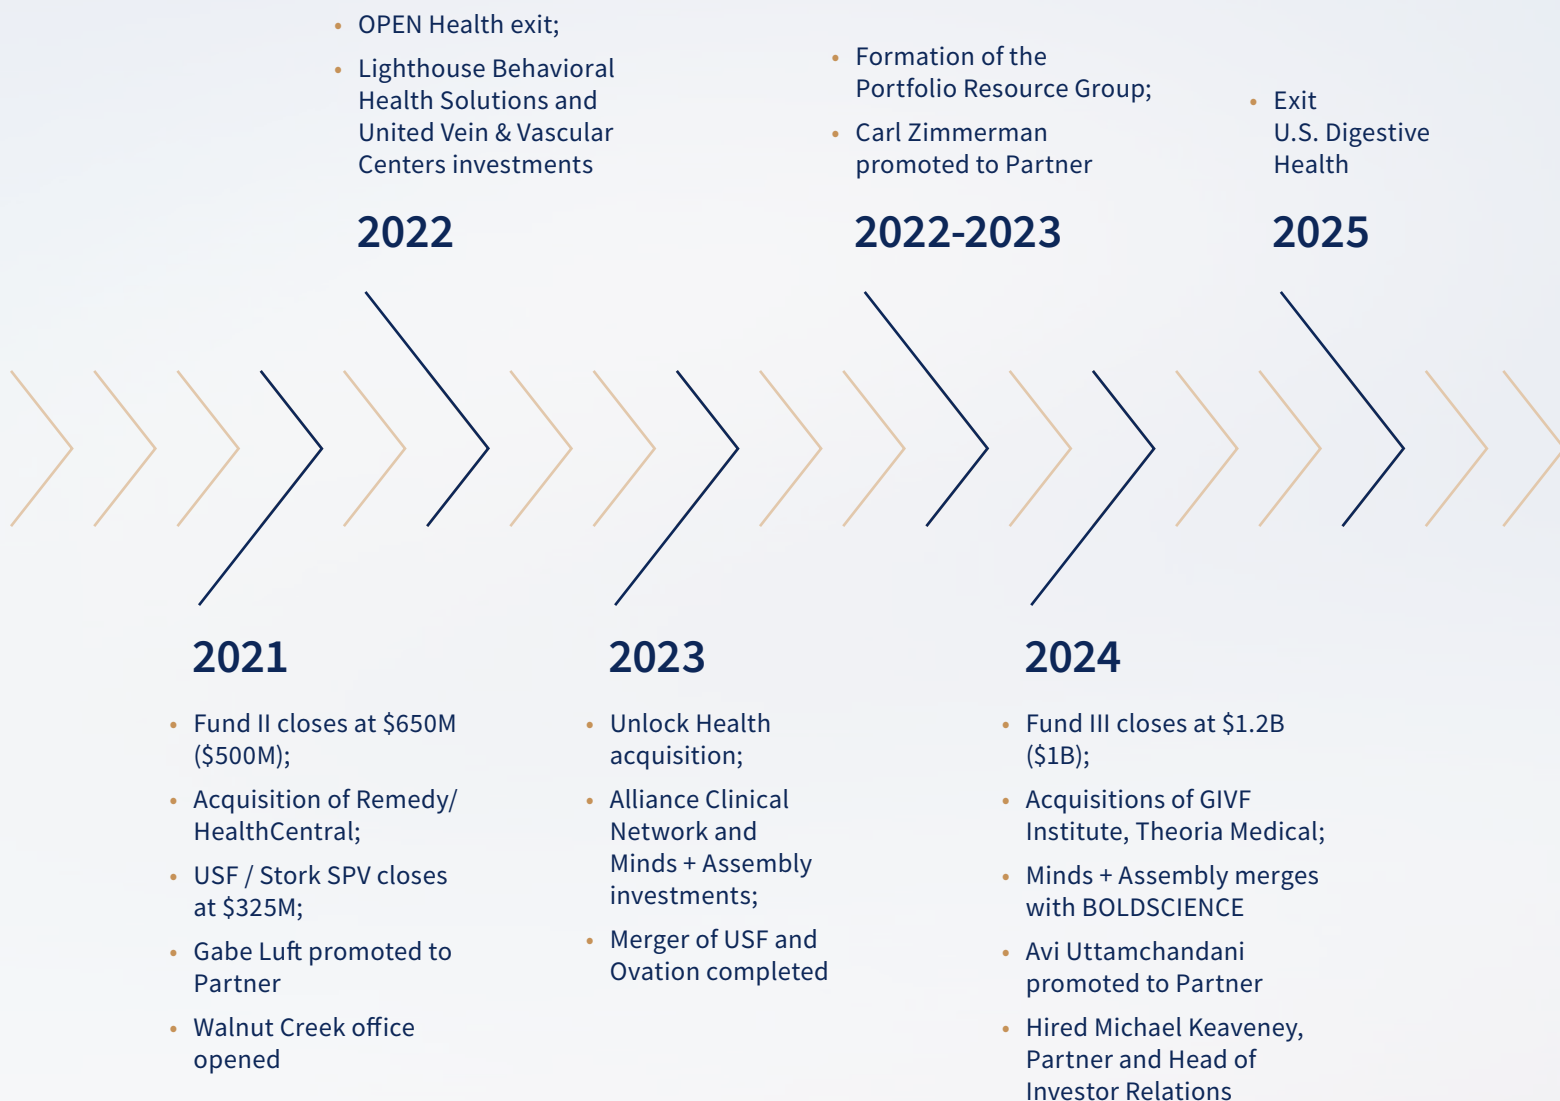 OPEN Health exit;
Lighthouse Behavioral
Health Solutions and
United Vein & Vascular
Centers investments
2022
Formation of the
Portfolio Resource Group;
Carl Zimmerman
promoted to Partner
2022-2023
Exit
U.S. Digestive
Health
2025
2021
Fund II closes at $650M
($500M);
Acquisition of Remedy/
HealthCentral;
USF / Stork SPV closes
at $325M;
Gabe Luft promoted to
Partner
Walnut Creek office
opened
2023
Unlock Health
acquisition;
Alliance Clinical
Network and
Minds + Assembly
investments;
Merger of USF and
Ovation completed
2024
Fund III closes at $1.2B
($1B);
Acquisitions of GIVF
Institute, Theoria Medical;
Minds + Assembly merges
with BOLDSCIENCE
Avi Uttamchandani
promoted to Partner
Hired Michael Keaveney,
Partner and Head of
Investor Relations